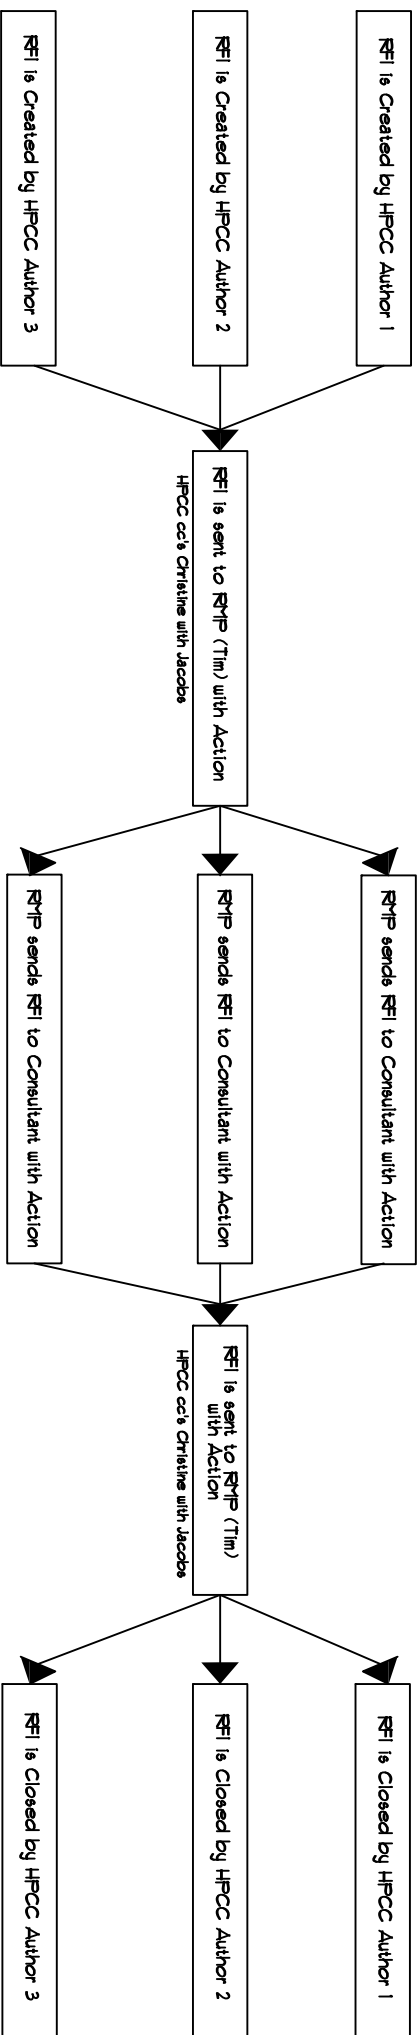 RFI is Created by HPCC Author 1
RFI is Created by HPCC Author 2
RFI is Created by HPCC Author 3
RFI is sent to RMP (Tim) with Action
HPCC cc's Christine with Jacobs
RMP sends RFI to Consultant with Action
RMP sends RFI to Consultant with Action
RMP sends RFI to Consultant with Action
RFI is sent to RMP (Tim)
with Action
HPCC cc's Christine with Jacobs
RFI is Closed by HPCC Author 1
RFI is Closed by HPCC Author 2
RFI is Closed by HPCC Author 3